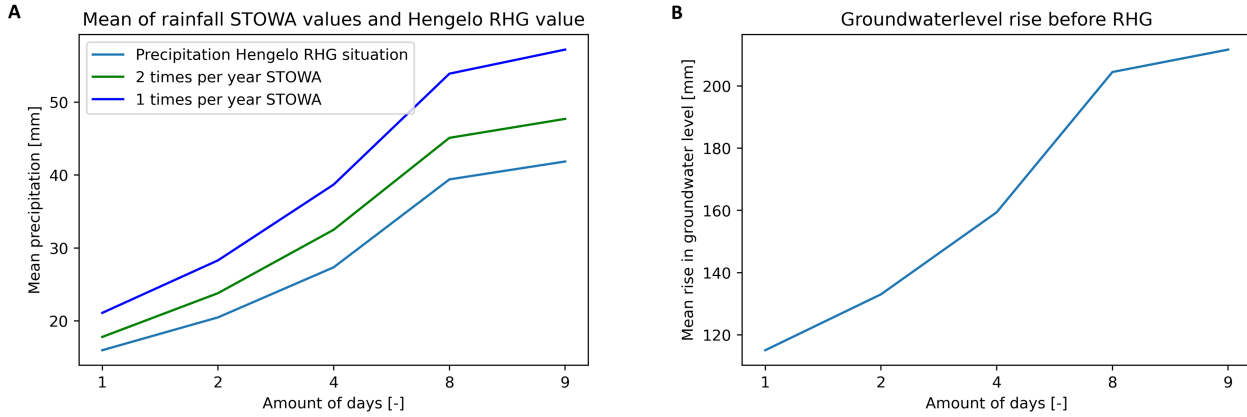 A
Mean of rainfall STOWA values and Hengelo RHG value
Precipitation Hengelo RHG situation
2 times per year STOWA
1 times per year STOWA
50
40
30
20
Mean precipitation [mm]
1 2 4 8 9
Amount of days [-]
B
Groundwaterlevel rise before RHG
200
180
160
140
120
Mean rise in groundwater level [mm]
1 2 4 8 9
Amount of days [-]